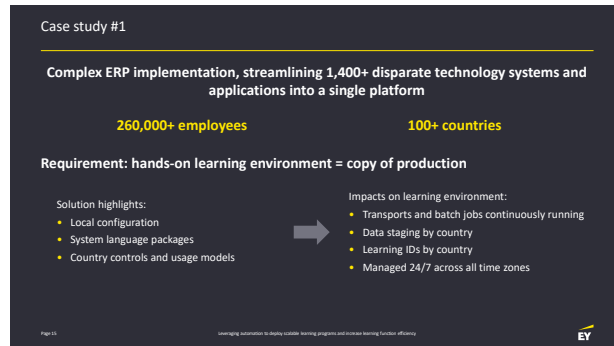 Case study #1
Complex ERP implementation, streamlining 1,400+ disparate technology systems and
applications into a single platform
260,000+ employees
100+ countries
Requirement: hands-on learning environment = copy of production
Solution highlights:
• Local configuration
• System language packages
• Country controls and usage models
Impacts on learning environment:
• Transports and batch jobs continuously running
• Data staging by country
• Learning IDs by country
• Managed 24/7 across all time zones
Page 15
Leveraging automation to deploy scalable learning programs and increase learning function efficiency
EY